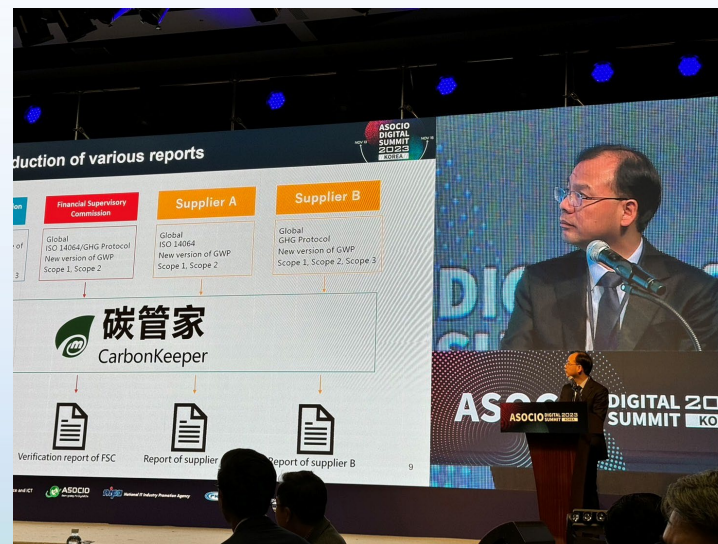 duction of various reports
ASOCIO
DIGITAL
SUMMIT
2023
KOREA
Financial Supervisory
Commission
Supplier A
Supplier B
Global
ISO 14064/GHG Protocol
New version of GWP
Scope 1, Scope 2
Global
ISO 14064
New version of GWP
Scope 1, Scope 2
Global
GHG Protocol
New version of GWP
Scope 1, Scope 2, Scope 3
碳管家
CarbonKeeper
Verification report of FSC
Report of supplier
Report of supplier B
9
ASOCIO
National IT Industry Promotion Agency
DIG
ASOCIO DIGITAL 2023
SUMMIT KOREA
DIGITAL 20
SUMMIT KO